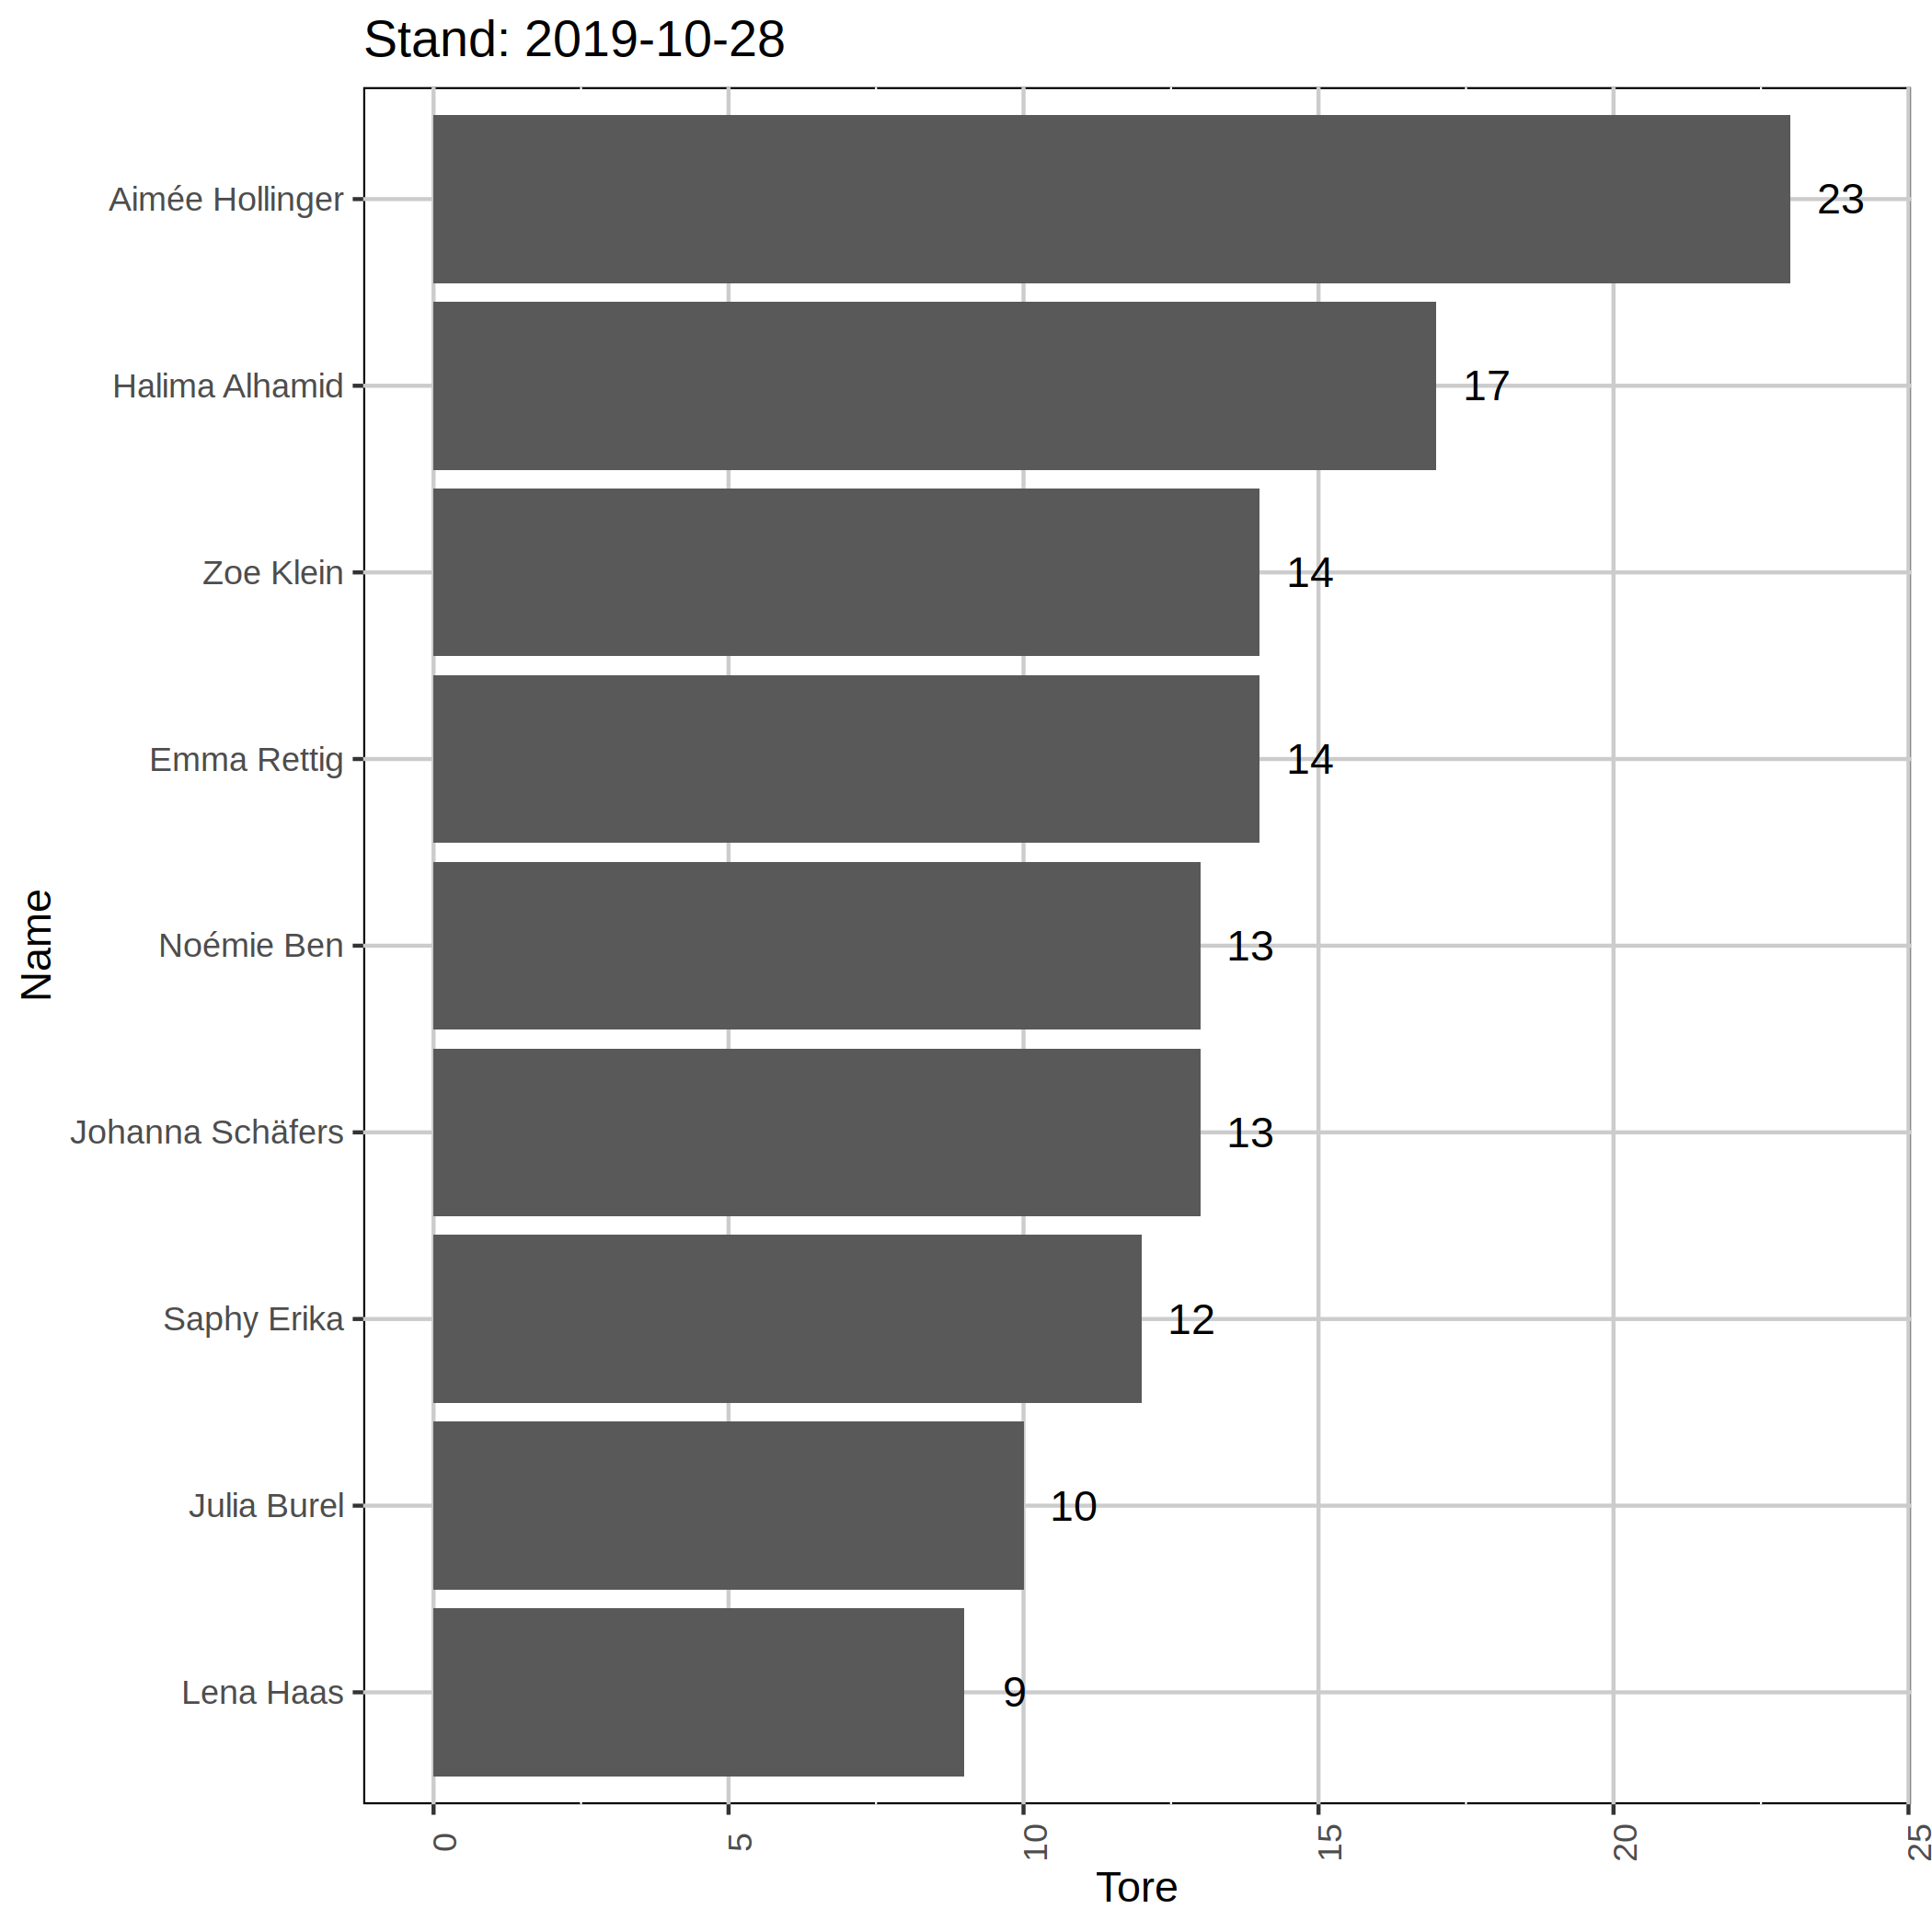 Stand: 2019-10-28
Aimée Hollinger 23
Halima Alhamid 17
Zoe Klein 14
Emma Rettig 14
Noémie Ben 13
Johanna Schäfers 13
Saphy Erika 12
Julia Burel 10
Lena Haas 9
Name
0 5 10 15 20 25
Tore